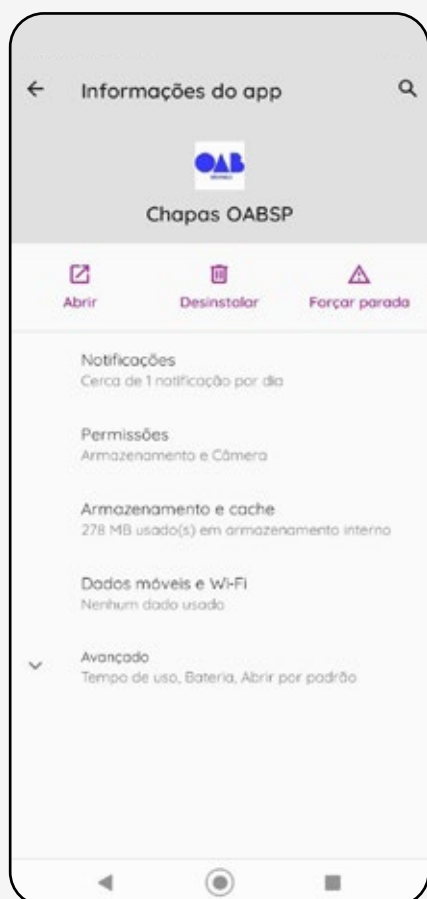 Informações do app
OAB
Chapas OABSP
Abrir
Desinstalar
Forçar parada
Notificações
Cerca de 1 notificação por dia
Permissões
Armazenamento e Câmera
Armazenamento e cache
278 MB usado(s) em armazenamento interno
Dados móveis e Wi-Fi
Nenhum dado usado
Avançado
Tempo de uso, Bateria, Abrir por padrão